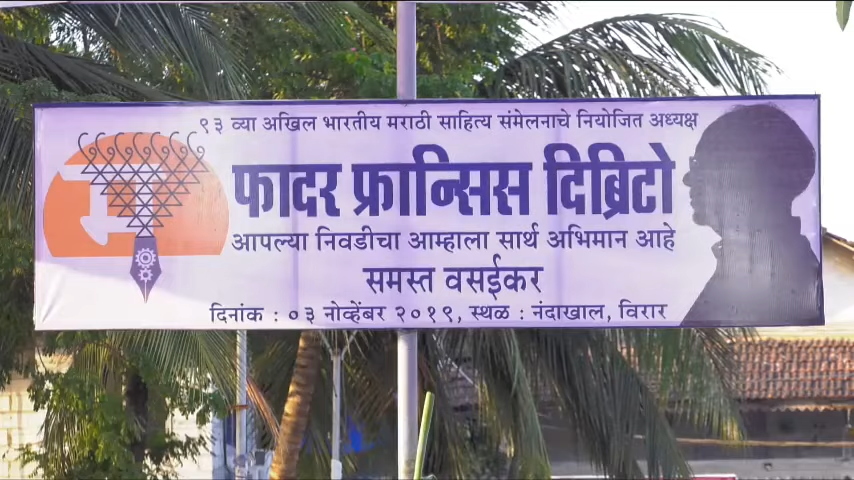 ९३ व्या अखिल भारतीय मराठी साहित्य संमेलनाचे नियोजित अध्यक्ष
फादर फ्रान्सिस दिब्रिटो
आपल्या निवडीचा आम्हाला सार्थ अभिमान आहे
समस्त वसईकर
दिनांक : ०३ नोव्हेंबर २०१९, स्थळ : नंदाखाल, विरार